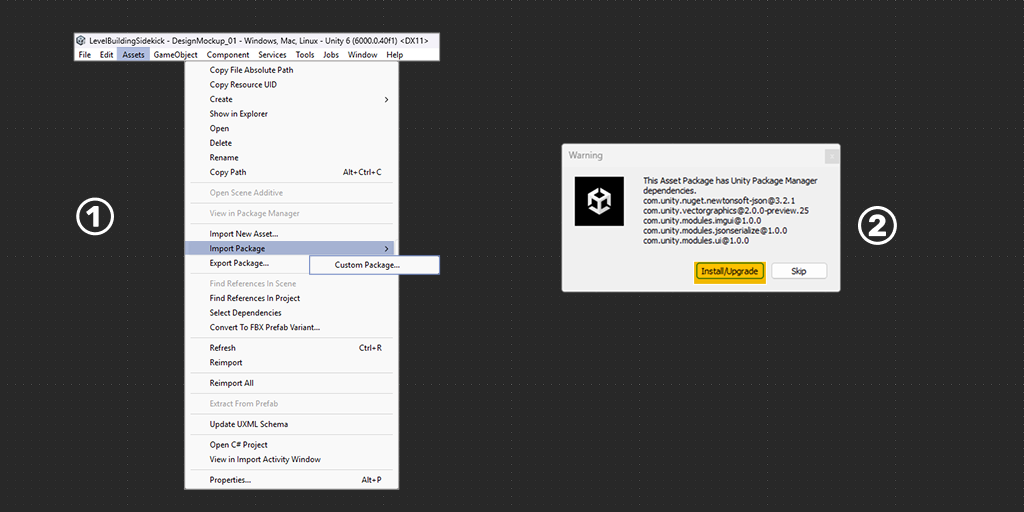 LevelBuildingSidekick - DesignMockup_01 - Windows, Mac, Linux - Unity 6 (6000.0.40f1) <DX11>
File Edit Assets GameObject Component Services Tools Jobs Window Help
Copy File Absolute Path
Copy Resource UID
Create
Show in Explorer
Open
Delete
Rename
Copy Path Alt+Ctrl+C
Open Scene Additive
View in Package Manager
Import New Asset...
Import Package
Custom Package...
Export Package...
Find References In Scene
Find References In Project
Select Dependencies
Convert To FBX Prefab Variant...
Refresh Ctrl+R
Reimport
Reimport All
Extract From Prefab
Update UXML Schema
Open C# Project
View in Import Activity Window
Properties... Alt+P
1
Warning
This Asset Package has Unity Package Manager
dependencies.
com.unity.nuget.newtonsoft-json@3.2.1
com.unity.vectorgraphics@2.0.0-preview.25
com.unity.modules.imgui@1.0.0
com.unity.modules.jsonserialize@1.0.0
com.unity.modules.ui@1.0.0
Install/Upgrade Skip
2